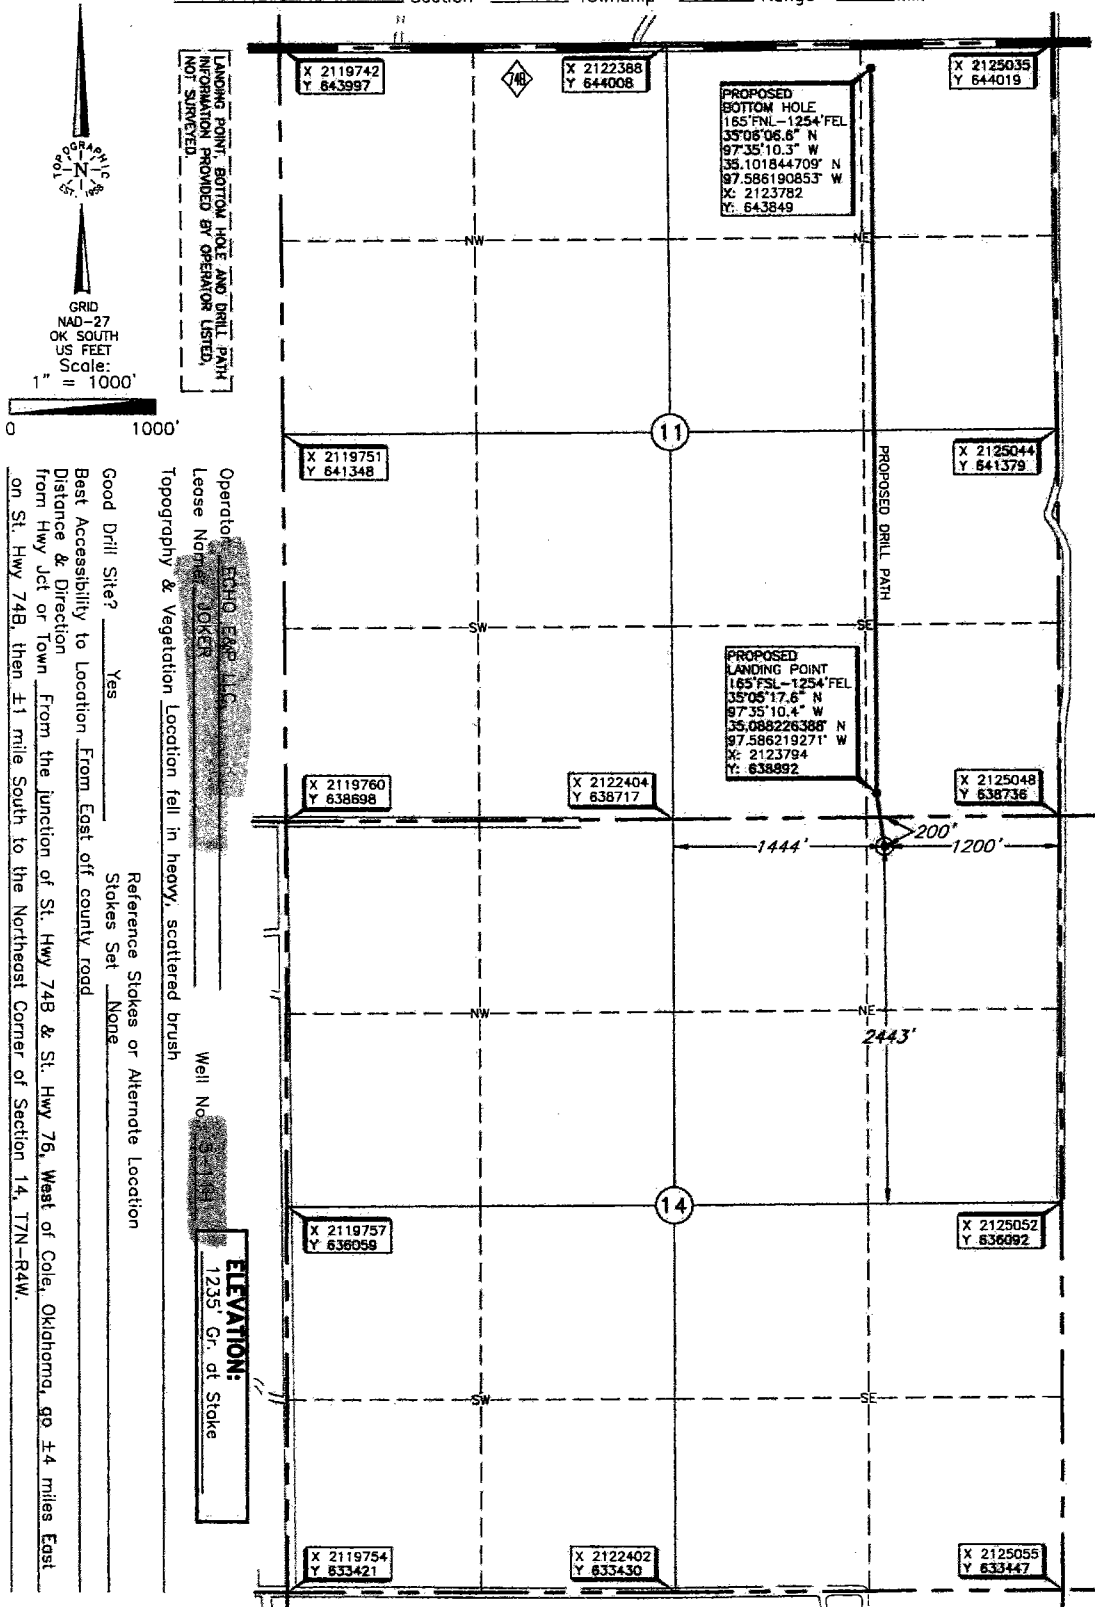 Section
Township
Range
X 2119742
Y 643997
74B
X 2122388
Y 644008
X 2125035
Y 644019
PROPOSED
BOTTOM HOLE
165'FNL-1254'FEL
35°06'06.6" N
97°35'10.3" W
35.101844709° N
97.586190853° W
X: 2123782
Y: 643849
LANDING POINT, BOTTOM HOLE AND DRILL PATH
INFORMATION PROVIDED BY OPERATOR LISTED,
NOT SURVEYED.
TOPOGRAPHIC
N
EST. 1958
GRID
NAD-27
OK SOUTH
US FEET
Scale:
1" = 1000'
0 1000'
NW
NE
11
X 2119751
Y 641348
X 2125044
Y 641379
PROPOSED DRILL PATH
SW
SE
PROPOSED
LANDING POINT
165'FSL-1254'FEL
35°05'17.6" N
97°35'10.4" W
35.088226388° N
97.586219271° W
X: 2123794
Y: 638892
X 2119760
Y 638698
X 2122404
Y 638717
X 2125048
Y 638736
200'
1444'
1200'
NW
NE
2443'
14
X 2119757
Y 636059
X 2125052
Y 636092
SW
SE
X 2119754
Y 633421
X 2122402
Y 633430
X 2125055
Y 633447
Operator: ECHO E&P LLC
Lease Name: JOKER
Well No.
ELEVATION:
1235' Gr. at Stake
Topography & Vegetation Location fell in heavy, scattered brush
Reference Stakes or Alternate Location
Good Drill Site? Yes
Stakes Set None
Best Accessibility to Location From East off county road
Distance & Direction
from Hwy Jct or Town From the junction of St. Hwy 74B & St. Hwy 76, West of Cole, Oklahoma, go ±4 miles East
on St. Hwy 74B, then ±1 mile South to the Northeast Corner of Section 14, T7N-R4W.